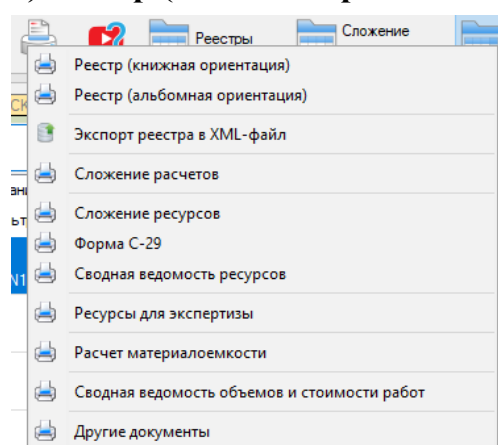 Реестры
Сложение
Реестр (книжная ориентация)
Реестр (альбомная ориентация)
Экспорт реестра в XML-файл
Сложение расчетов
Сложение ресурсов
Форма С-29
Сводная ведомость ресурсов
Ресурсы для экспертизы
Расчет материалоемкости
Сводная ведомость объемов и стоимости работ
Другие документы